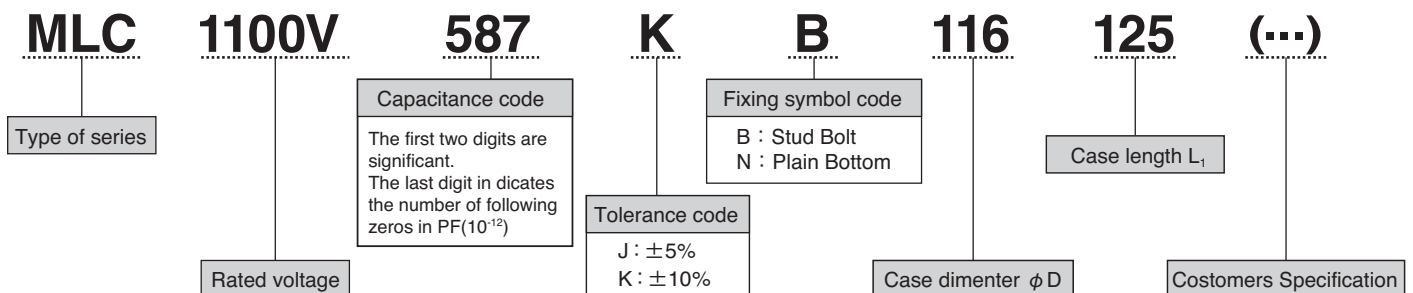 MLC 1100V 587 K B 116 125 (···)
Type of series
Rated voltage
Capacitance code
The first two digits are
significant.
The last digit in dicates
the number of following
zeros in PF(10⁻¹²)
Tolerance code
J：±5%
K：±10%
Fixing symbol code
B：Stud Bolt
N：Plain Bottom
Case dimenter φD
Case length L₁
Costomers Specification